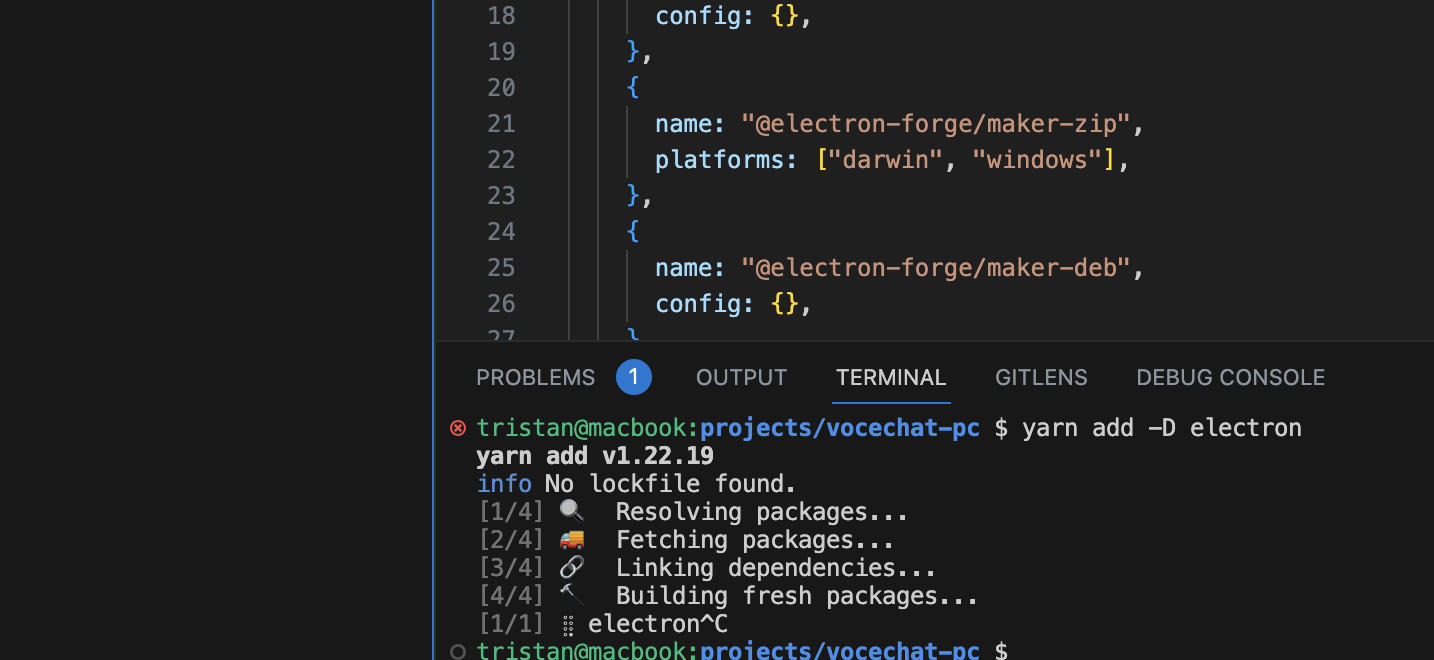 18 config: {},
19 },
20 {
21 name: "@electron-forge/maker-zip",
22 platforms: ["darwin", "windows"],
23 },
24 {
25 name: "@electron-forge/maker-deb",
26 config: {},
27 }
PROBLEMS 1 OUTPUT TERMINAL GITLENS DEBUG CONSOLE
tristan@macbook:projects/vocechat-pc $ yarn add -D electron
yarn add v1.22.19
info No lockfile found.
[1/4] 🔍 Resolving packages...
[2/4] 🚚 Fetching packages...
[3/4] 🔗 Linking dependencies...
[4/4] 🔨 Building fresh packages...
[1/1] ⣿ electron^C
tristan@macbook:projects/vocechat-pc $